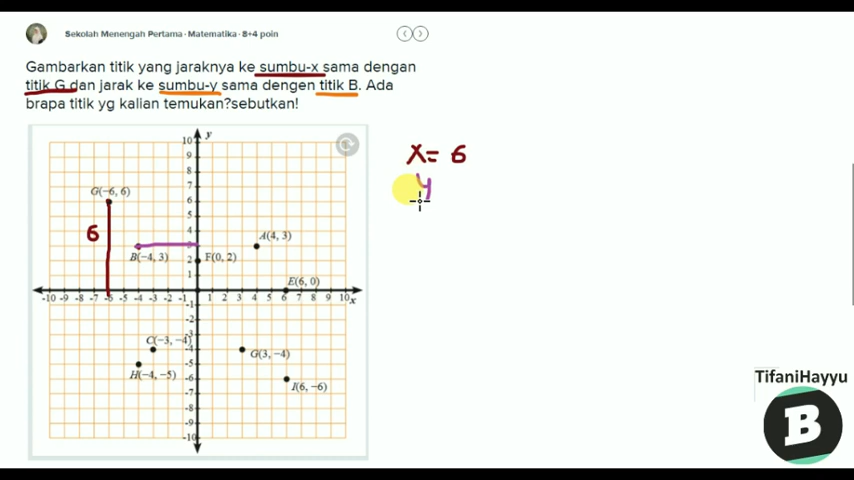 Sekolah Menengah Pertama · Matematika · 8+4 poin
Gambarkan titik yang jaraknya ke sumbu-x sama dengan
titik G dan jarak ke sumbu-y sama dengen titik B. Ada
brapa titik yg kalian temukan?sebutkan!
y
10
9
8
7
G(−6, 6)
6
5
6
4
A(4, 3)
3
B(−4, 3)
2
F(0, 2)
1
E(6, 0)
-10 -9 -8 -7 -6 -5 -4 -3 -2 -1 1 2 3 4 5 6 7 8 9 10 x
-1
-2
-3
C(−3, −4)
-4
G(3, −4)
-5
H(−4, −5)
-6
I(6, −6)
-7
-8
-9
-10
x= 6
y
TifaniHayyu
B